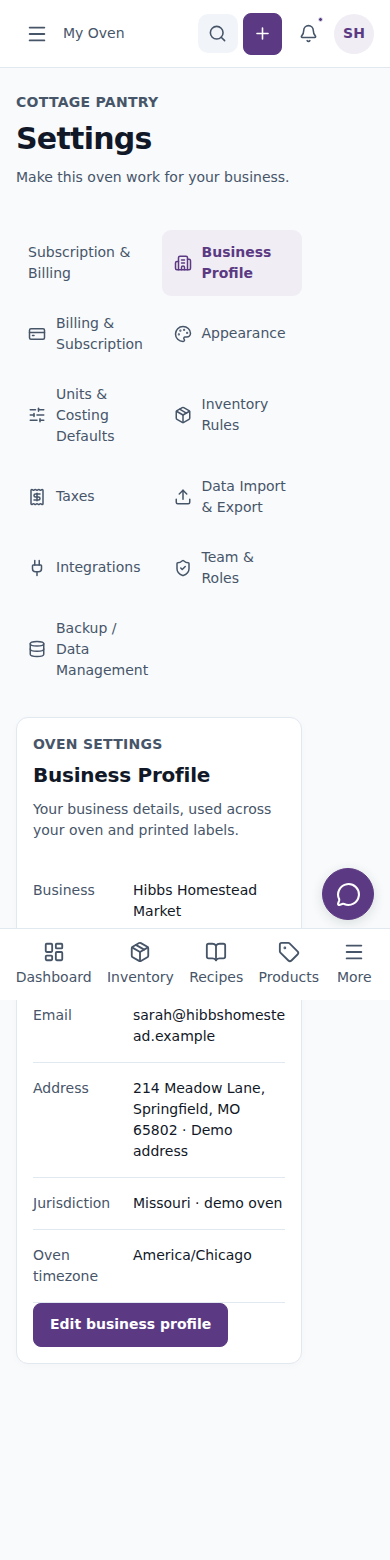 My Oven
SH
COTTAGE PANTRY
Settings
Make this oven work for your business.
Subscription &
Billing
Business
Profile
Billing &
Subscription
Appearance
Units &
Costing
Defaults
Inventory
Rules
Taxes
Data Import
& Export
Integrations
Team &
Roles
Backup /
Data
Management
OVEN SETTINGS
Business Profile
Your business details, used across
your oven and printed labels.
Business
Hibbs Homestead
Market
Dashboard
Inventory
Recipes
Products
More
Email
sarah@hibbshomeste
ad.example
Address
214 Meadow Lane,
Springfield, MO
65802 · Demo
address
Jurisdiction
Missouri · demo oven
Oven
timezone
America/Chicago
Edit business profile